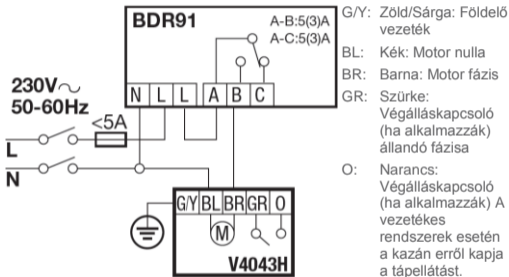 BDR91
A-B:5(3)A
A-C:5(3)A
N L L A B C
230V~
50-60Hz
<5A
L
N
G/Y BL BR GR O
M
V4043H
G/Y: Zöld/Sárga: Földelő
vezeték
BL: Kék: Motor nulla
BR: Barna: Motor fázis
GR: Szürke:
Végálláskapcsoló
(ha alkalmazzák)
állandó fázisa
O: Narancs:
Végálláskapcsoló
(ha alkalmazzák) A
vezetékes
rendszerek esetén
a kazán erről kapja
a tápellátást.